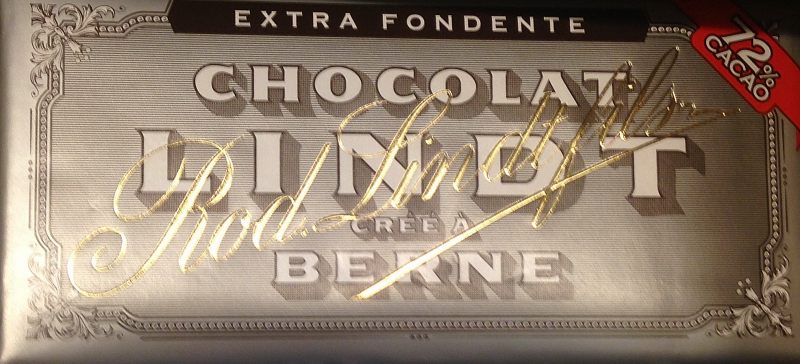 EXTRA FONDENTE
72%
CACAO
CHOCOLAT
LINDT
Rod. Lindt fils
CRÉÉ À
BERNE